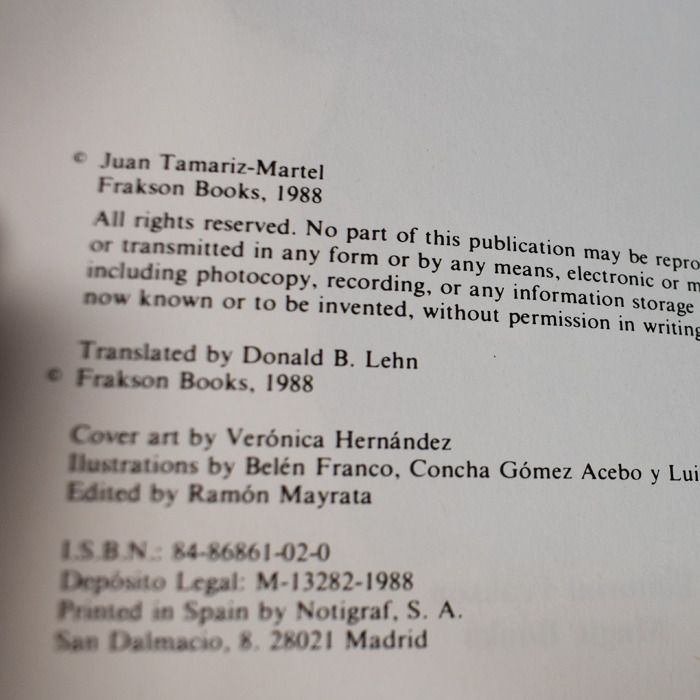 © Juan Tamariz-Martel
Frakson Books, 1988
All rights reserved. No part of this publication may be repro
or transmitted in any form or by any means, electronic or m
including photocopy, recording, or any information storage
now known or to be invented, without permission in writing
Translated by Donald B. Lehn
© Frakson Books, 1988
Cover art by Verónica Hernández
Ilustrations by Belén Franco, Concha Gómez Acebo y Lui
Edited by Ramón Mayrata
I.S.B.N.: 84-86861-02-0
Depósito Legal: M-13282-1988
Printed in Spain by Notigraf, S. A.
San Dalmacio, 8. 28021 Madrid